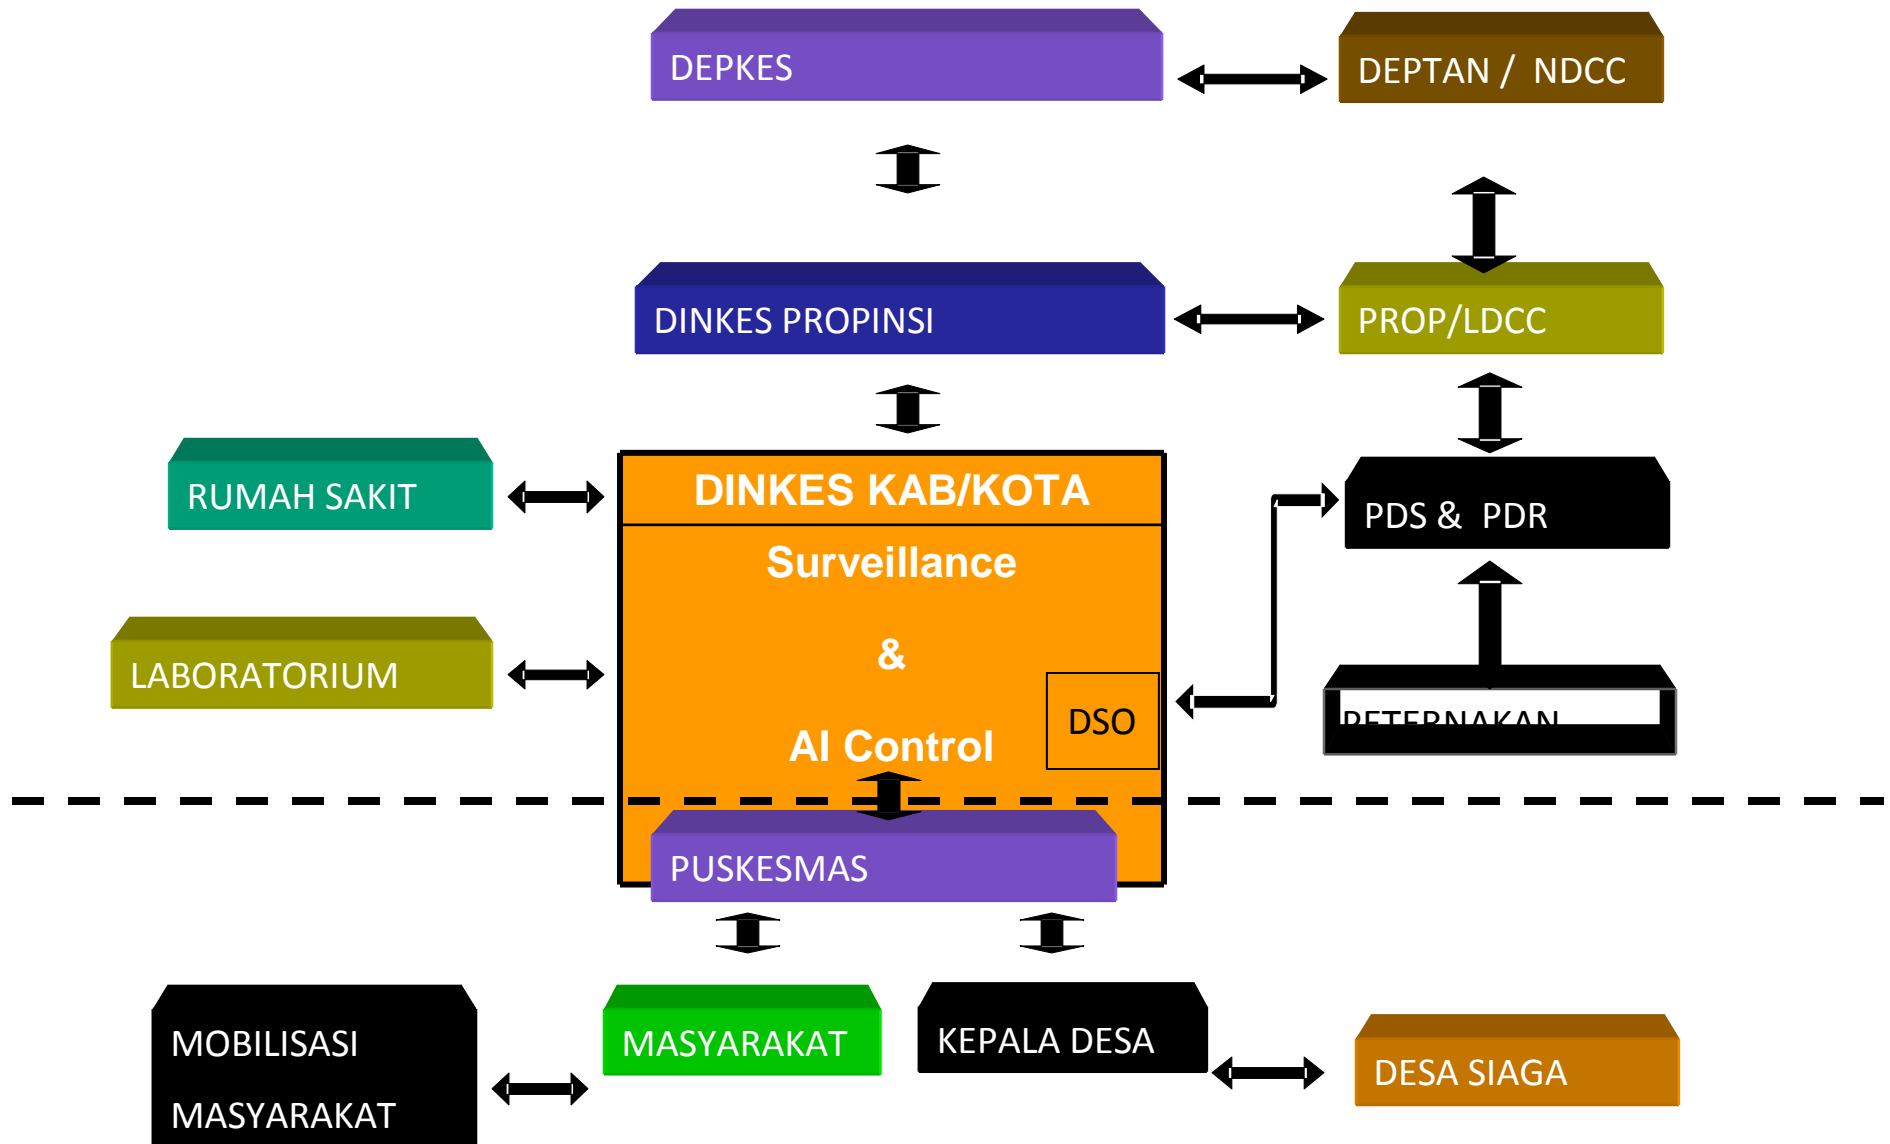 DEPKES
DEPTAN / NDCC
DINKES PROPINSI
PROP/LDCC
RUMAH SAKIT
DINKES KAB/KOTA
PDS & PDR
Surveillance
&
AI Control
LABORATORIUM
DSO
PETERNAKAN
PUSKESMAS
MOBILISASI
MASYARAKAT
MASYARAKAT
KEPALA DESA
DESA SIAGA